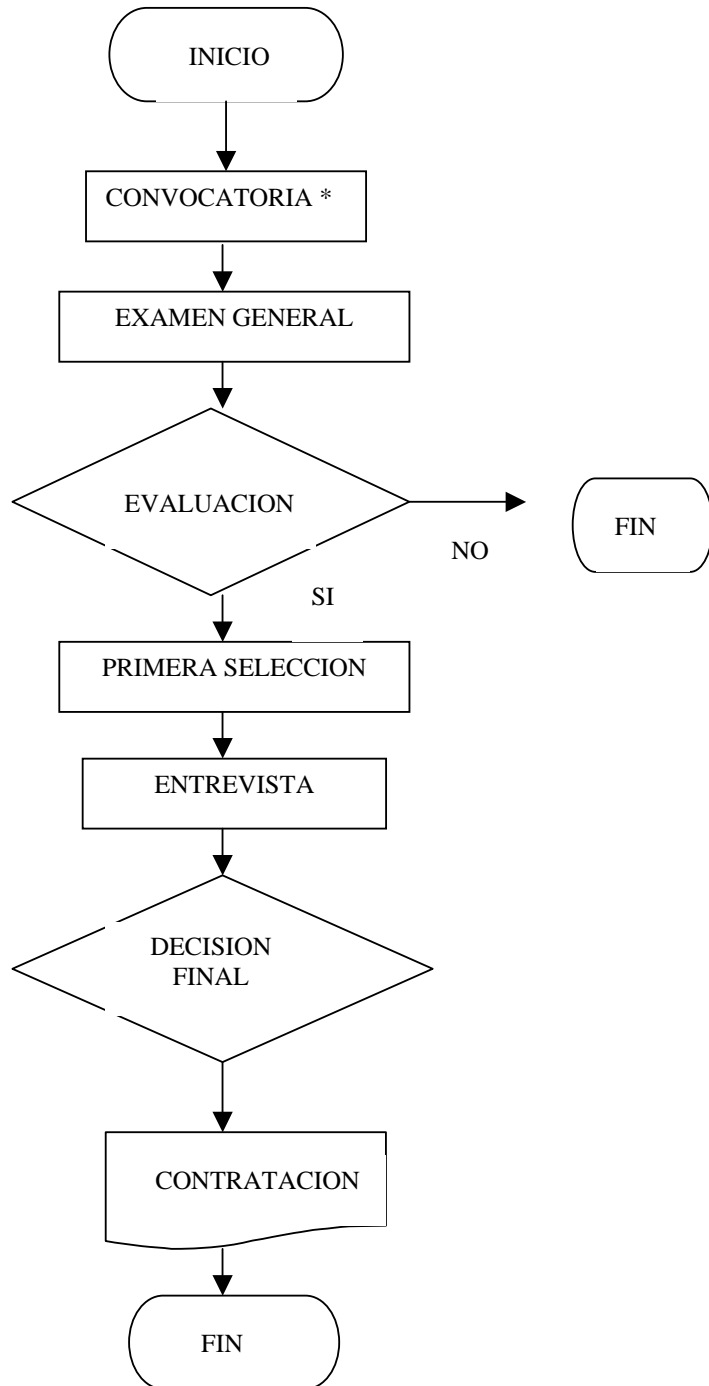 INICIO
CONVOCATORIA *
EXAMEN GENERAL
EVALUACION
FIN
NO
SI
PRIMERA SELECCION
ENTREVISTA
DECISION
FINAL
CONTRATACION
FIN